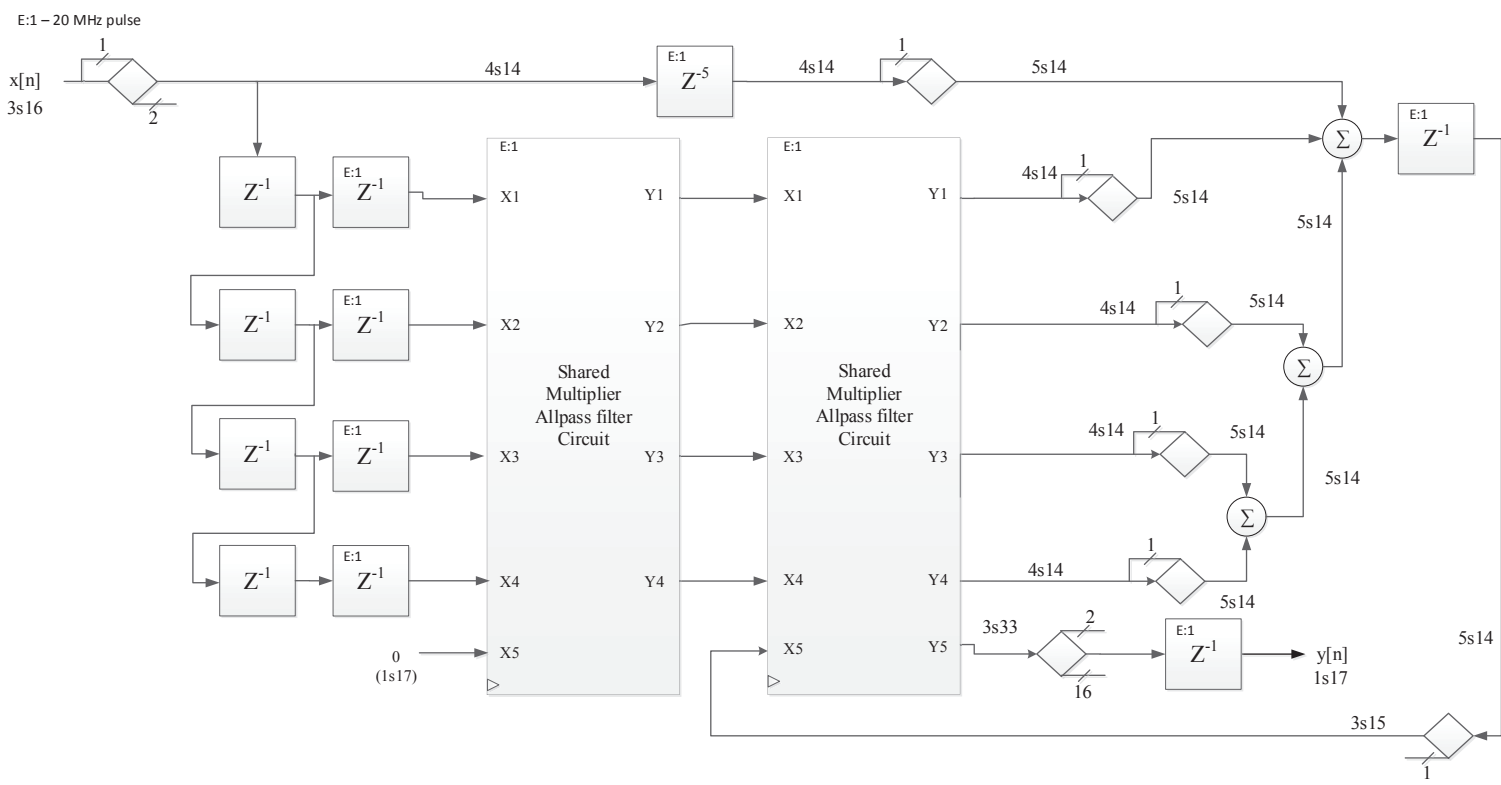 E:1 – 20 MHz pulse
x[n]
3s16
1
2
4s14
E:1
Z-5
4s14
1
5s14
Σ
E:1
Z-1
Z-1
E:1
Z-1
Z-1
E:1
Z-1
Z-1
E:1
Z-1
Z-1
E:1
Z-1
0
(1s17)
E:1
X1
X2
X3
X4
X5
Shared
Multiplier
Allpass filter
Circuit
Y1
Y2
Y3
Y4
E:1
X1
X2
X3
X4
X5
Shared
Multiplier
Allpass filter
Circuit
Y1
Y2
Y3
Y4
Y5
4s14
1
5s14
5s14
4s14
1
5s14
Σ
4s14
1
5s14
5s14
Σ
4s14
1
5s14
3s33
2
16
E:1
Z-1
y[n]
1s17
5s14
3s15
1